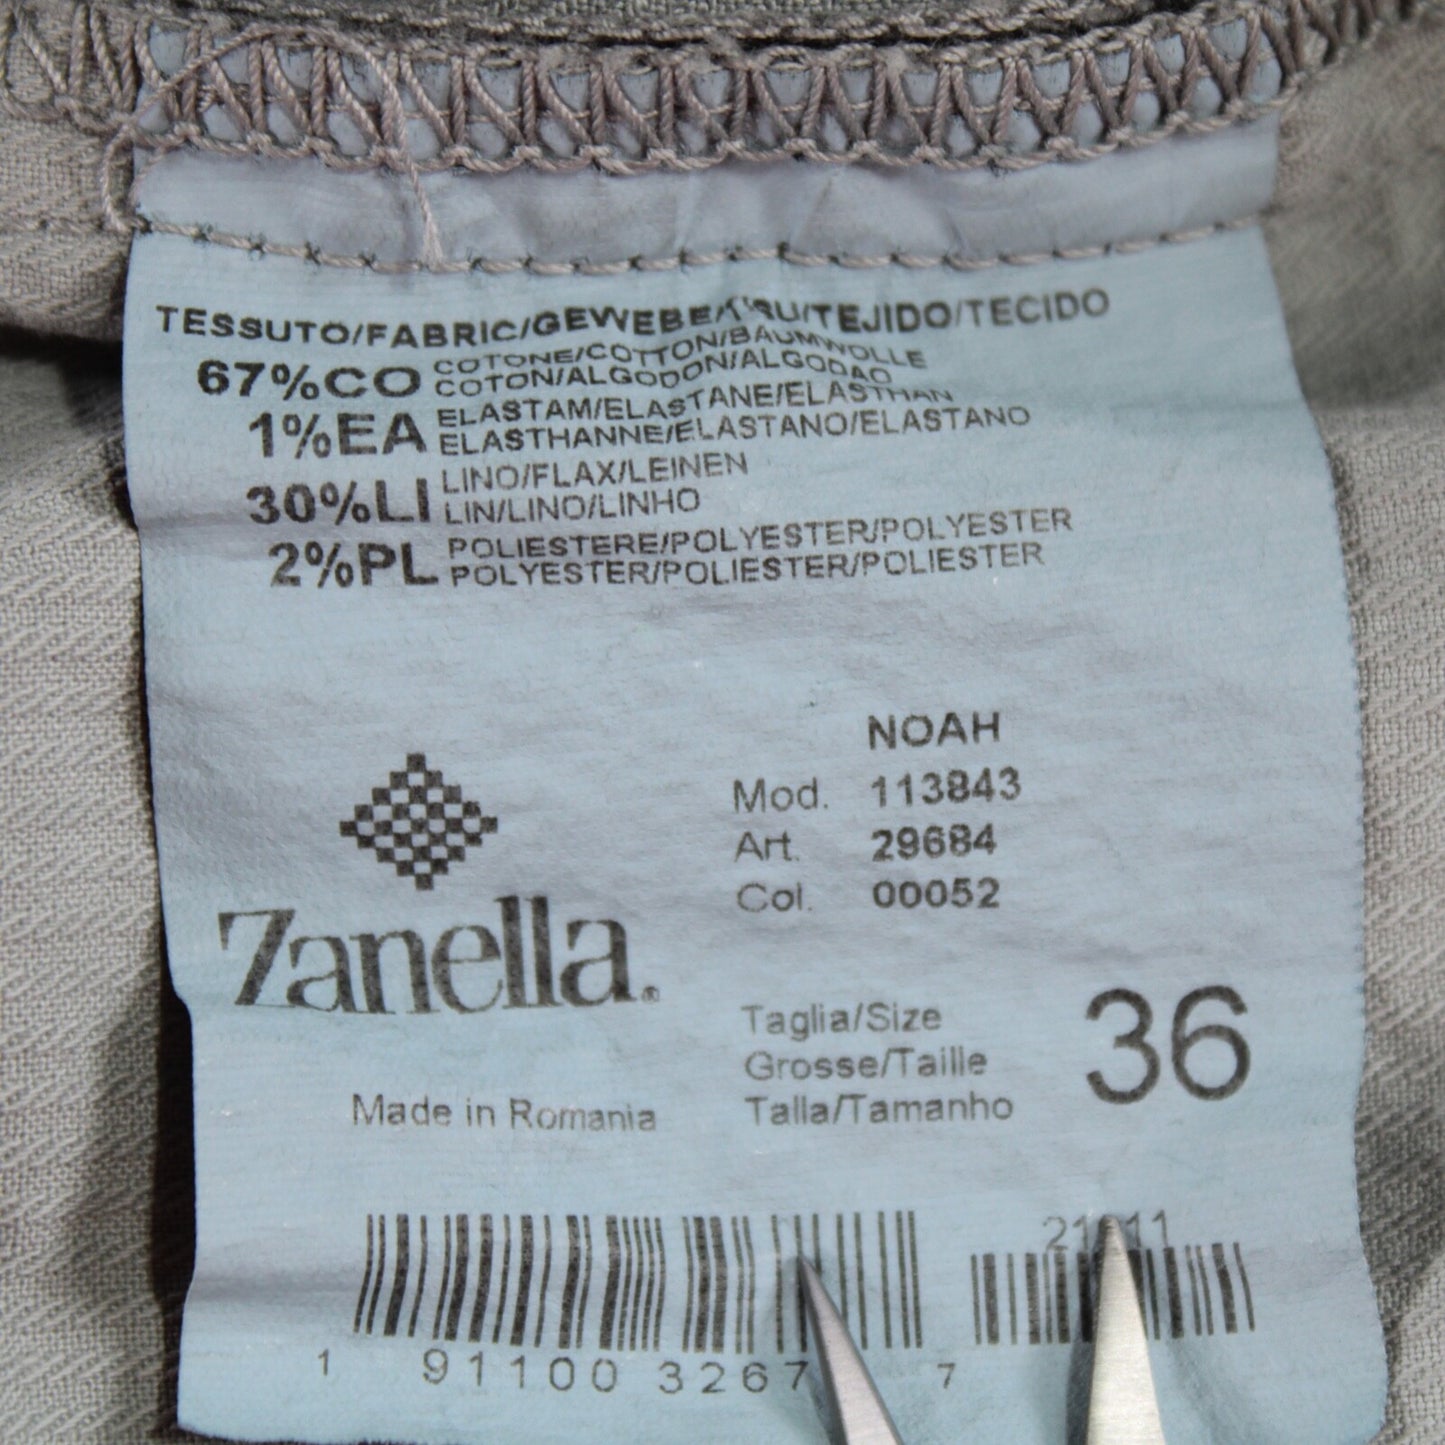 TESSUTO/FABRIC/GEWEBE/ /TEJIDO/TECIDO
67%CO COTONE/COTTON/BAUMWOLLE
COTON/ALGODON/ALGODAO
1%EA ELASTAM/ELASTANE/ELASTHAN
ELASTHANNE/ELASTANO/ELASTANO
30%LI LINO/FLAX/LEINEN
LIN/LINO/LINHO
2%PL POLIESTERE/POLYESTER/POLYESTER
POLYESTER/POLIESTER/POLIESTER
NOAH
Mod. 113843
Art. 29684
Col. 00052
Zanella®
Made in Romania
Taglia/Size
Grosse/Taille
Talla/Tamanho
36
1 91100 3267 7